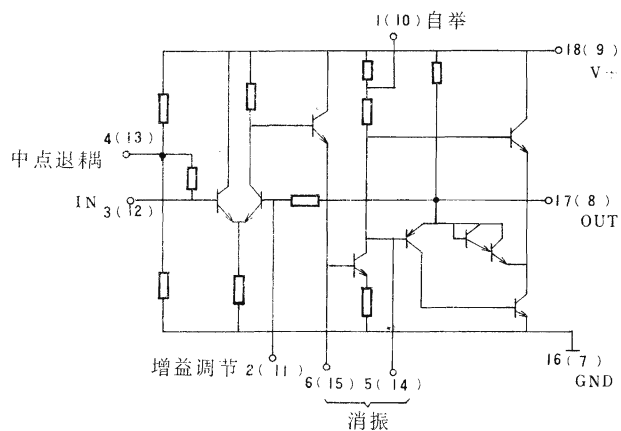 1(10) 自举
18(9)
V+
4(13)
中点退耦
IN 3(12)
17(8)
OUT
增益调节 2(11)
6(15) 5(14)
消振
16(7)
GND